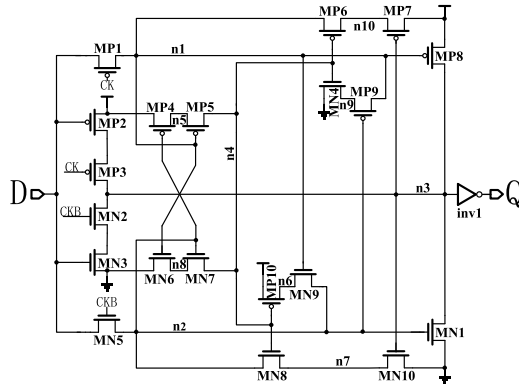 MP6
MP7
n10
MP1
n1
MP8
CK
MN4
n9
MP9
MP2
MP4
MP5
n5
n4
CK
MP3
D
n3
Q
inv1
CKB
MN2
MN3
MN6
n8
MN7
MP10
n6
MN9
CKB
n2
MN1
MN5
MN8
n7
MN10